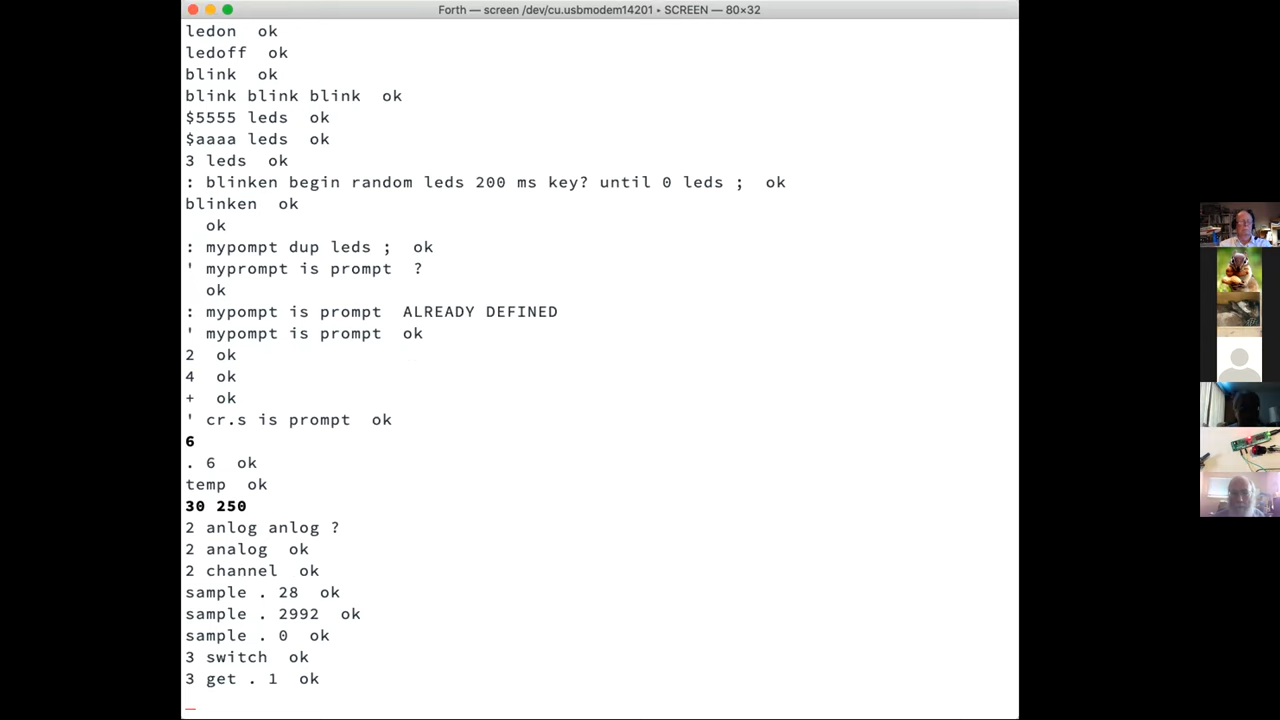 Forth — screen /dev/cu.usbmodem14201 ▸ SCREEN — 80×32
ledon ok
ledoff ok
blink ok
blink blink blink ok
$5555 leds ok
$aaaa leds ok
3 leds ok
: blinken begin random leds 200 ms key? until 0 leds ; ok
blinken ok
ok
: mypompt dup leds ; ok
' myprompt is prompt ?
ok
: mypompt is prompt ALREADY DEFINED
' mypompt is prompt ok
2 ok
4 ok
+ ok
' cr.s is prompt ok
6
. 6 ok
temp ok
30 250
2 anlog anlog ?
2 analog ok
2 channel ok
sample . 28 ok
sample . 2992 ok
sample . 0 ok
3 switch ok
3 get . 1 ok